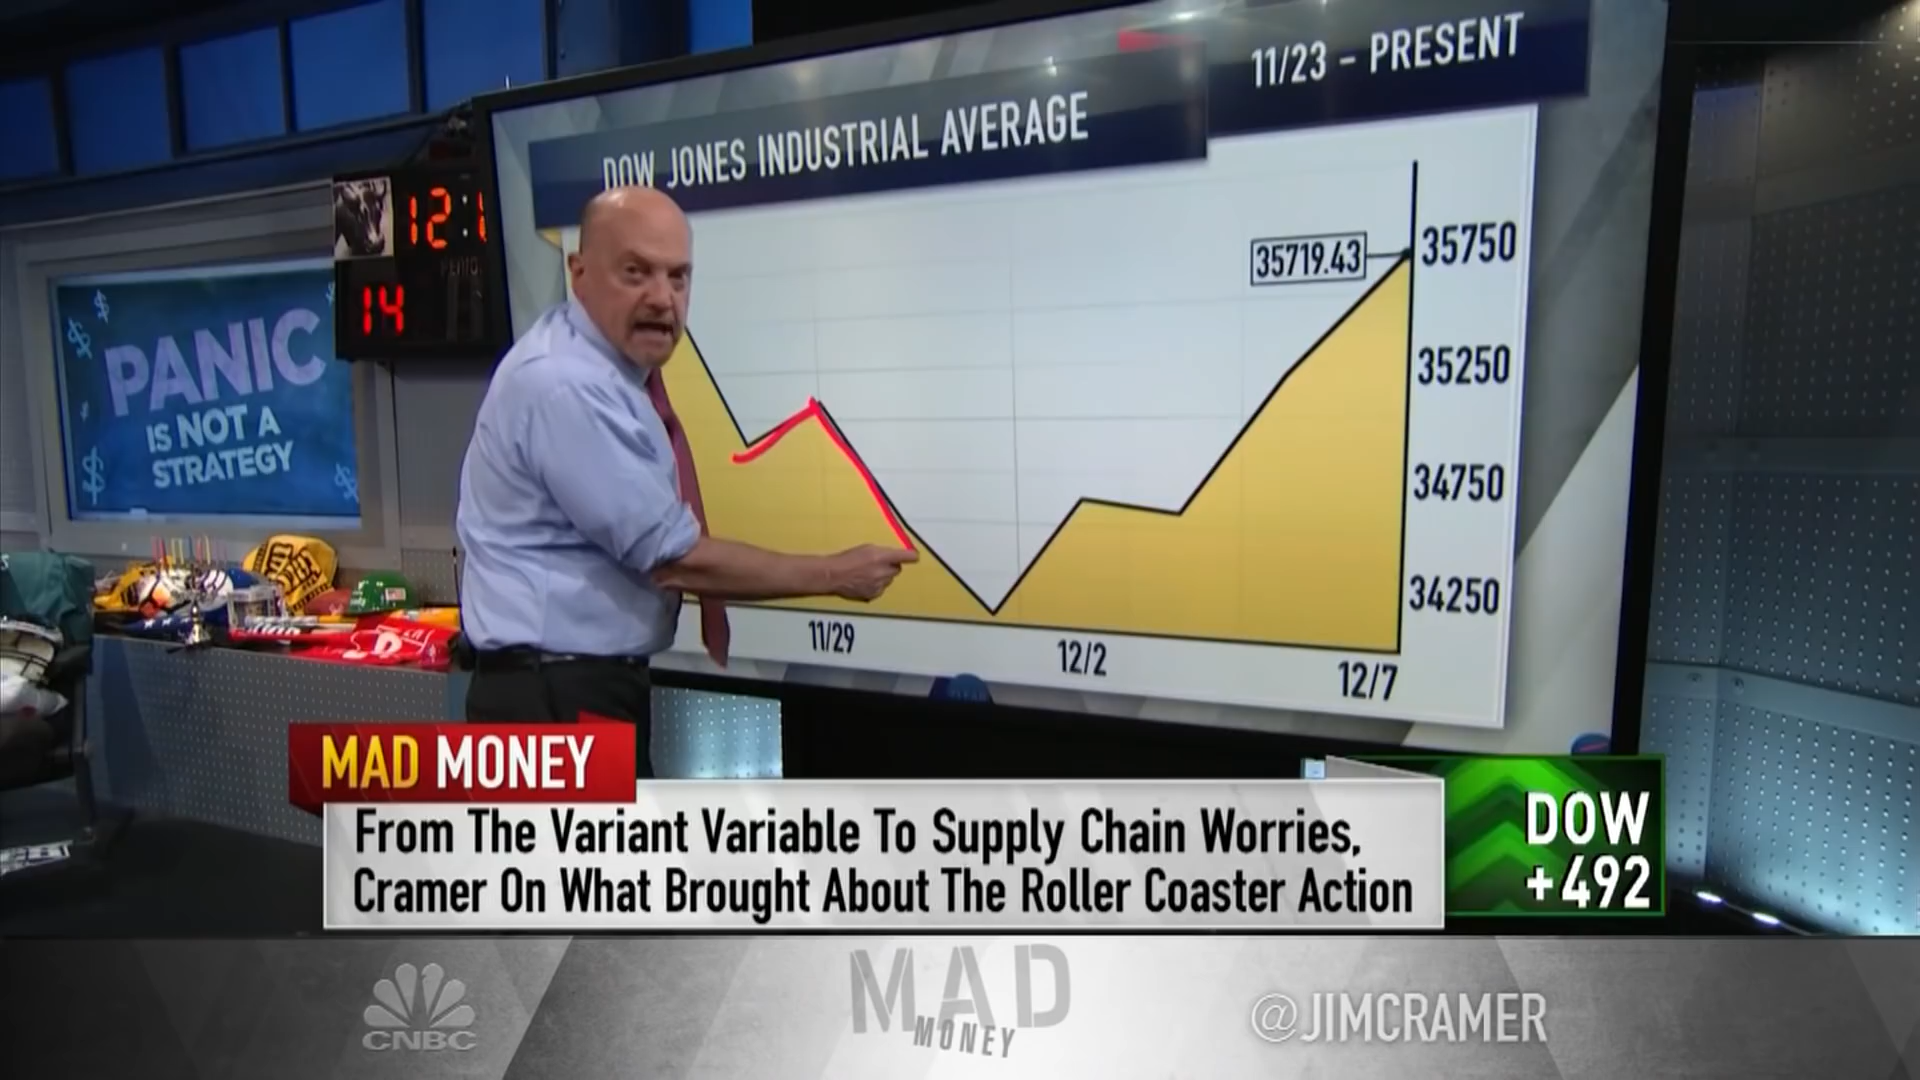 11/23 – PRESENT
DOW JONES INDUSTRIAL AVERAGE
35719.43
35750
35250
34750
34250
11/29
12/2
12/7
12:
14
PANIC
IS NOT A
STRATEGY
MAD MONEY
From The Variant Variable To Supply Chain Worries,
Cramer On What Brought About The Roller Coaster Action
DOW
+492
CNBC
MAD
MONEY
@JIMCRAMER